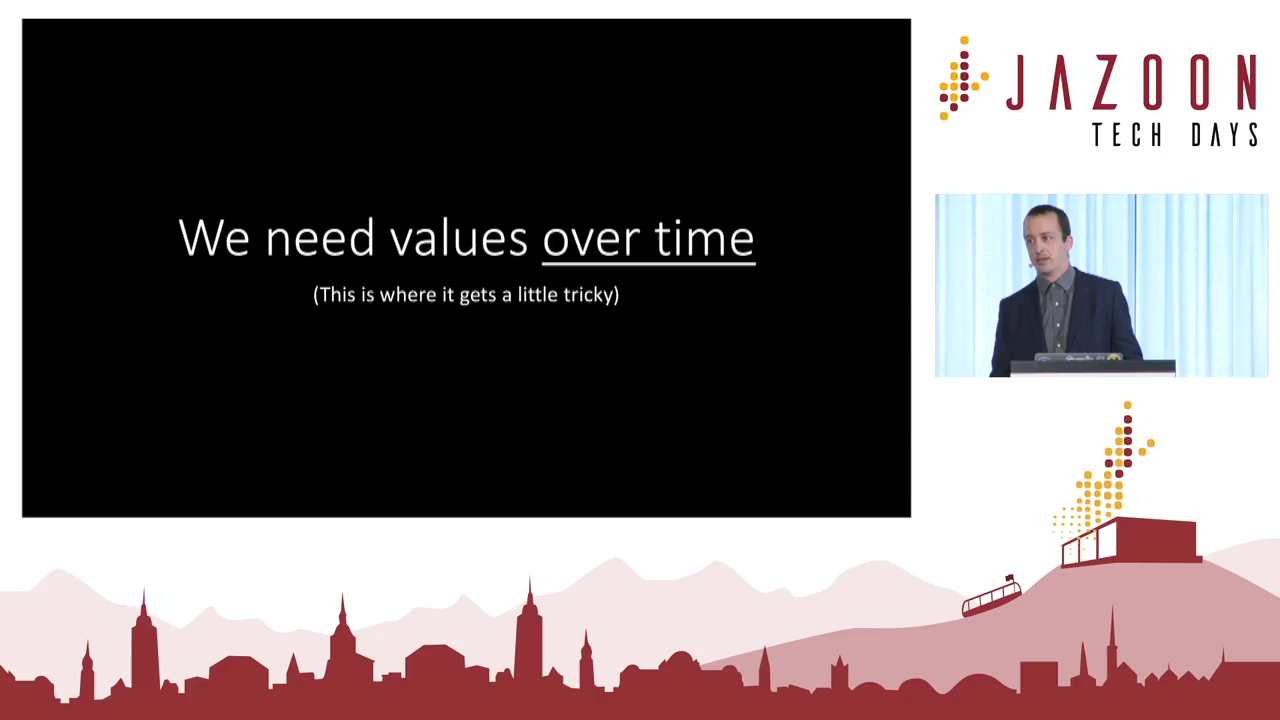 We need values over time
(This is where it gets a little tricky)
JAZOON
TECH DAYS